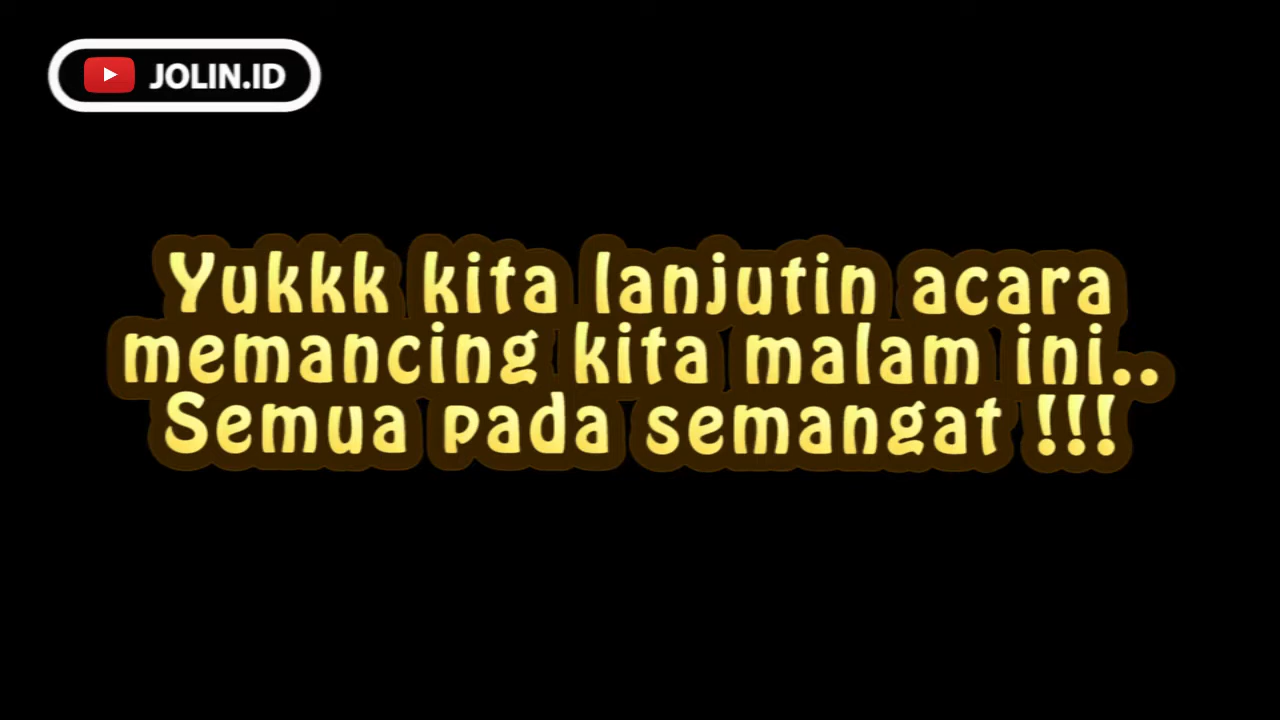 JOLIN.ID
Yukkk kita lanjutin acara
memancing kita malam ini..
Semua pada semangat !!!